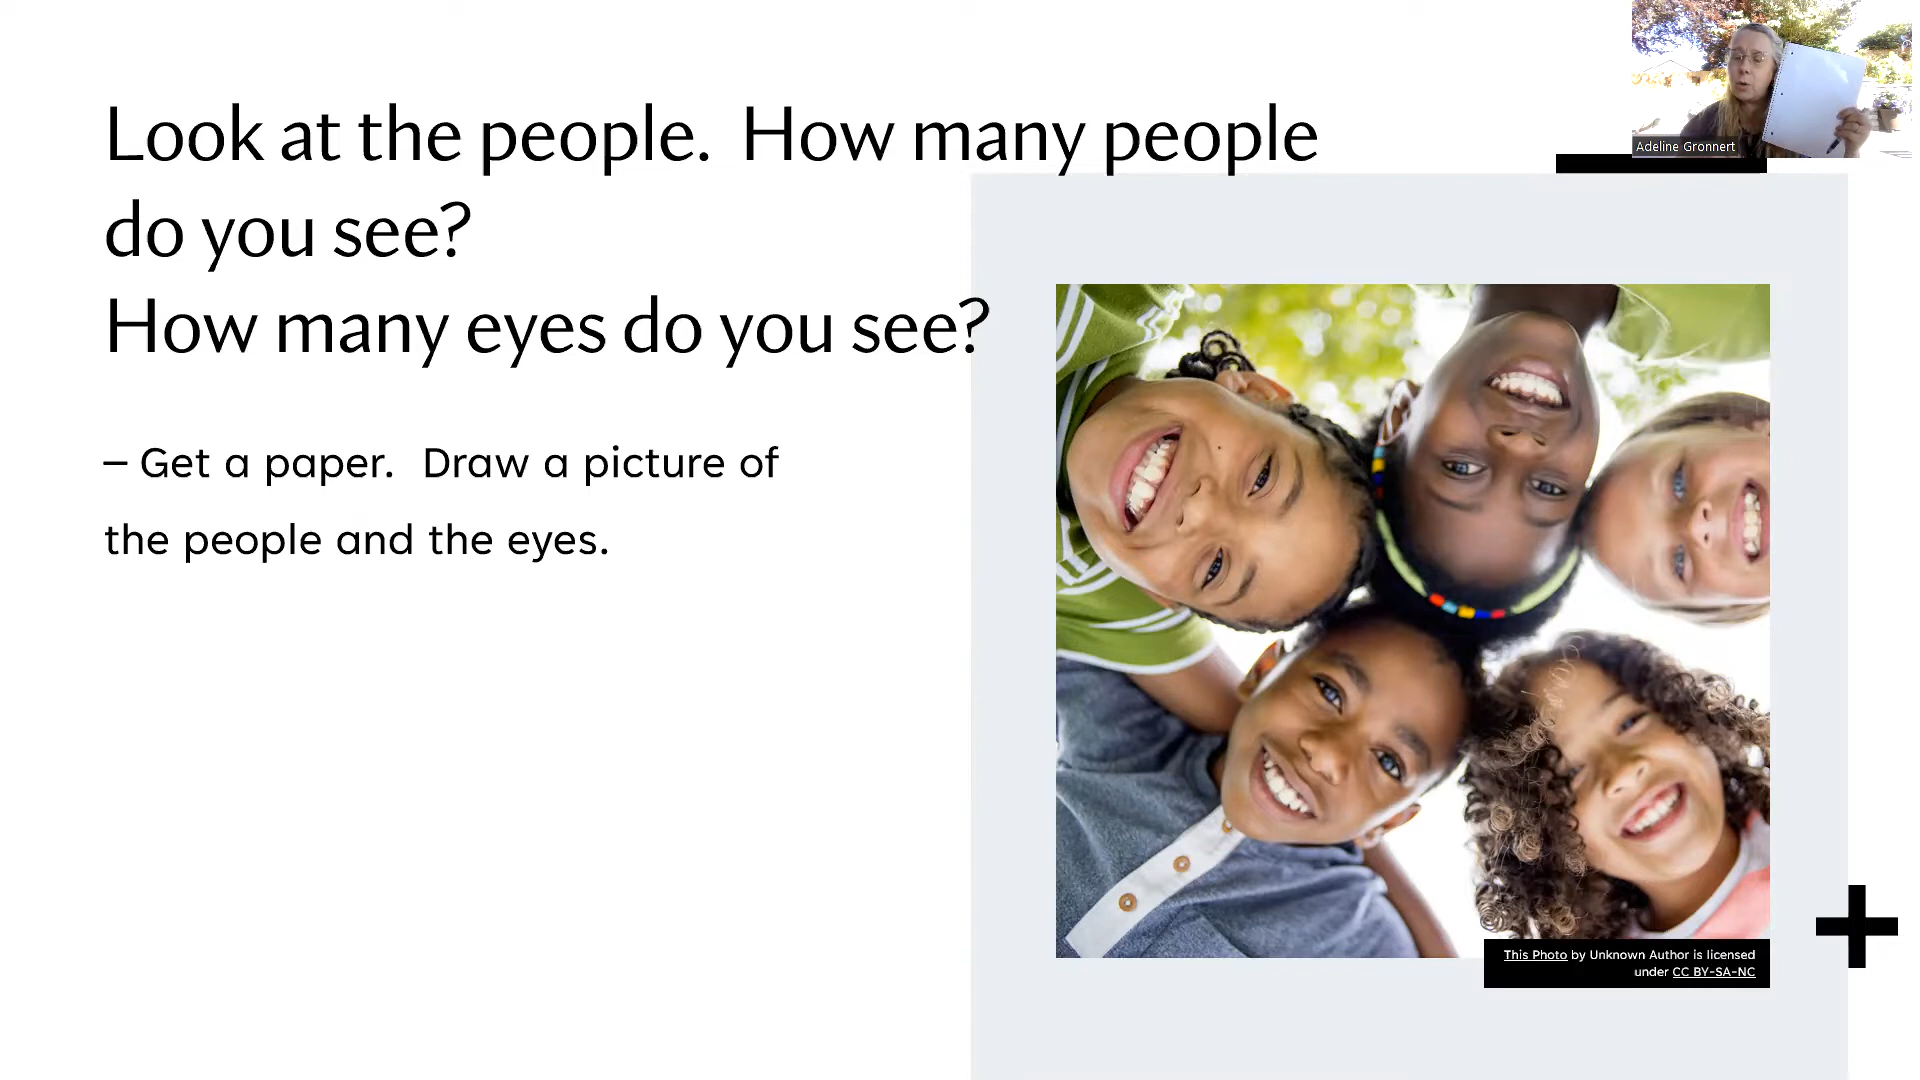 Adeline Gronnert
Look at the people.  How many people
do you see?
How many eyes do you see?
– Get a paper.  Draw a picture of
the people and the eyes.
This Photo by Unknown Author is licensed
under CC BY-SA-NC